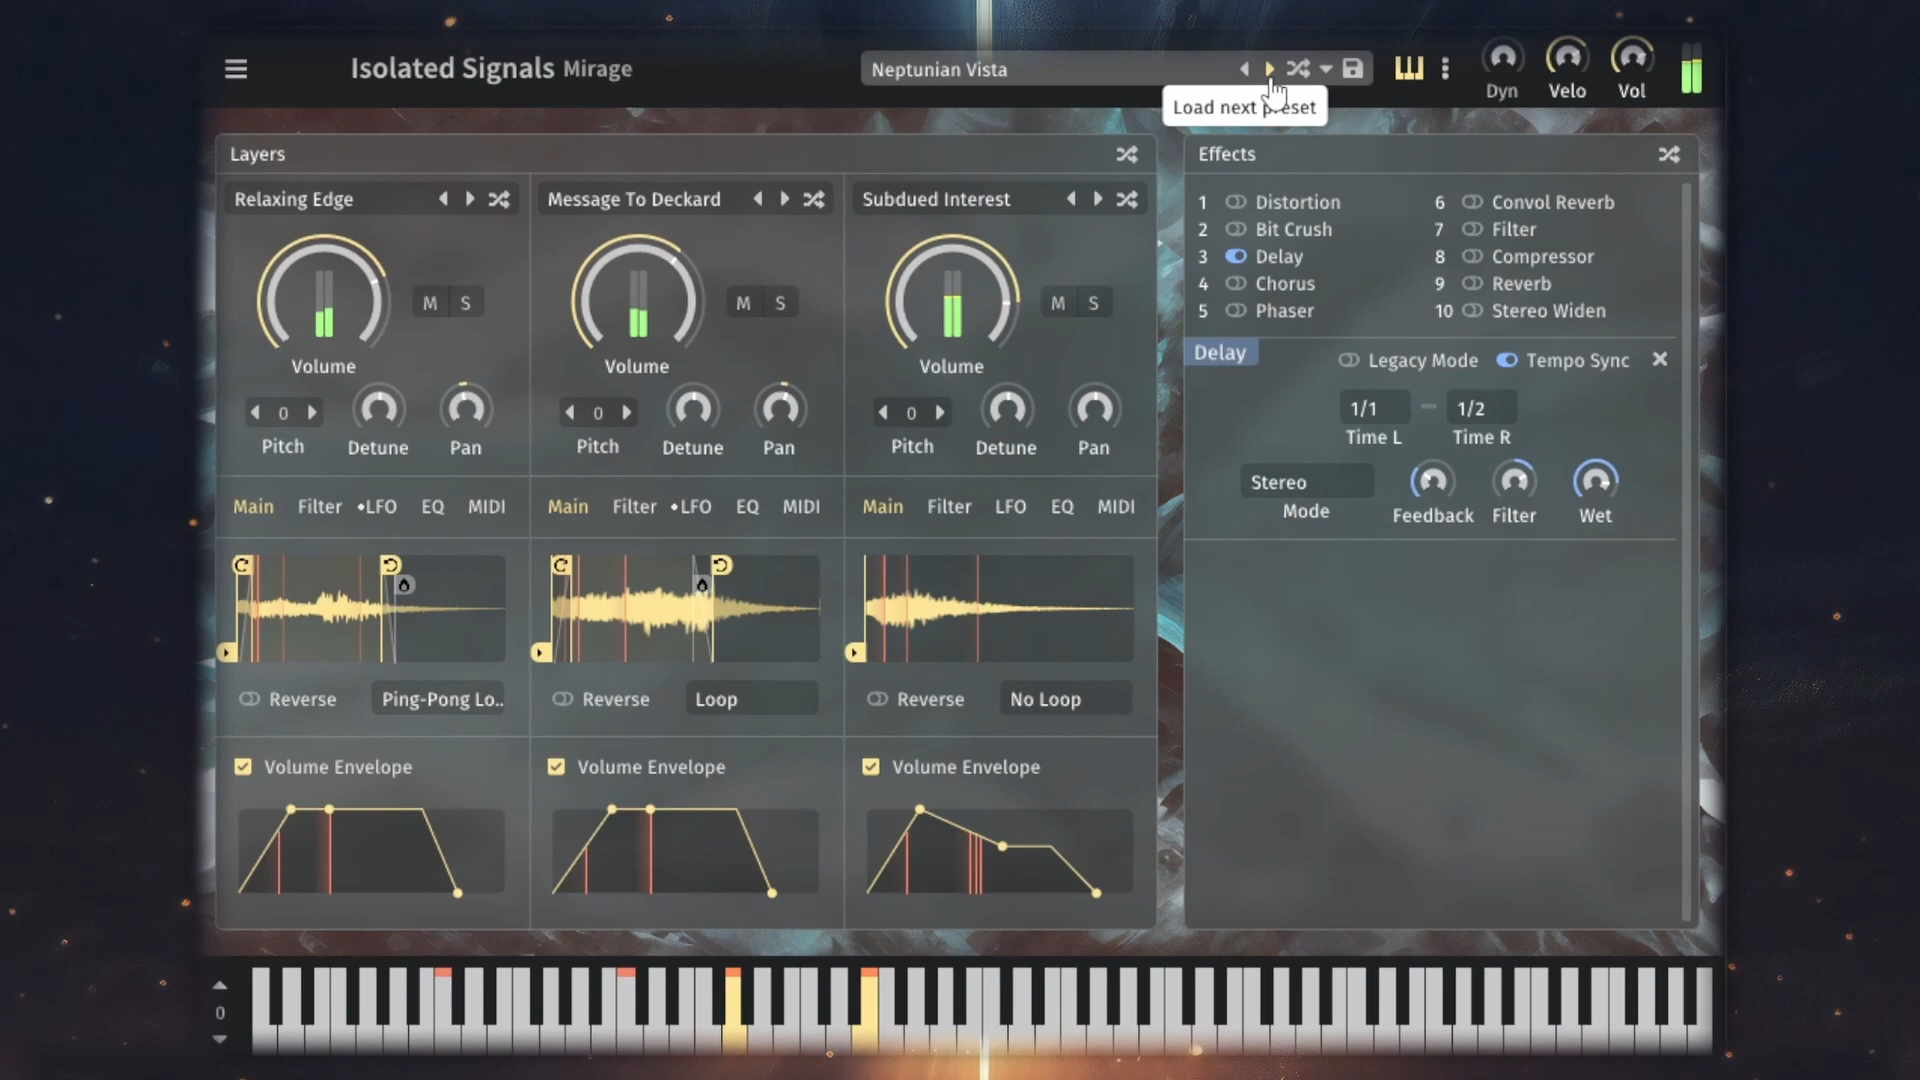 Isolated Signals Mirage
Neptunian Vista
Dyn Velo Vol
Load next preset
Layers
Relaxing Edge
Message To Deckard
Subdued Interest
M S
M S
M S
Volume
Volume
Volume
0
0
0
Pitch Detune Pan
Pitch Detune Pan
Pitch Detune Pan
Main Filter LFO EQ MIDI
Main Filter LFO EQ MIDI
Main Filter LFO EQ MIDI
Reverse Ping-Pong Lo..
Reverse Loop
Reverse No Loop
Volume Envelope
Volume Envelope
Volume Envelope
Effects
1 Distortion
2 Bit Crush
3 Delay
4 Chorus
5 Phaser
6 Convol Reverb
7 Filter
8 Compressor
9 Reverb
10 Stereo Widen
Delay
Legacy Mode Tempo Sync
1/1 1/2
Time L Time R
Stereo
Mode Feedback Filter Wet
0